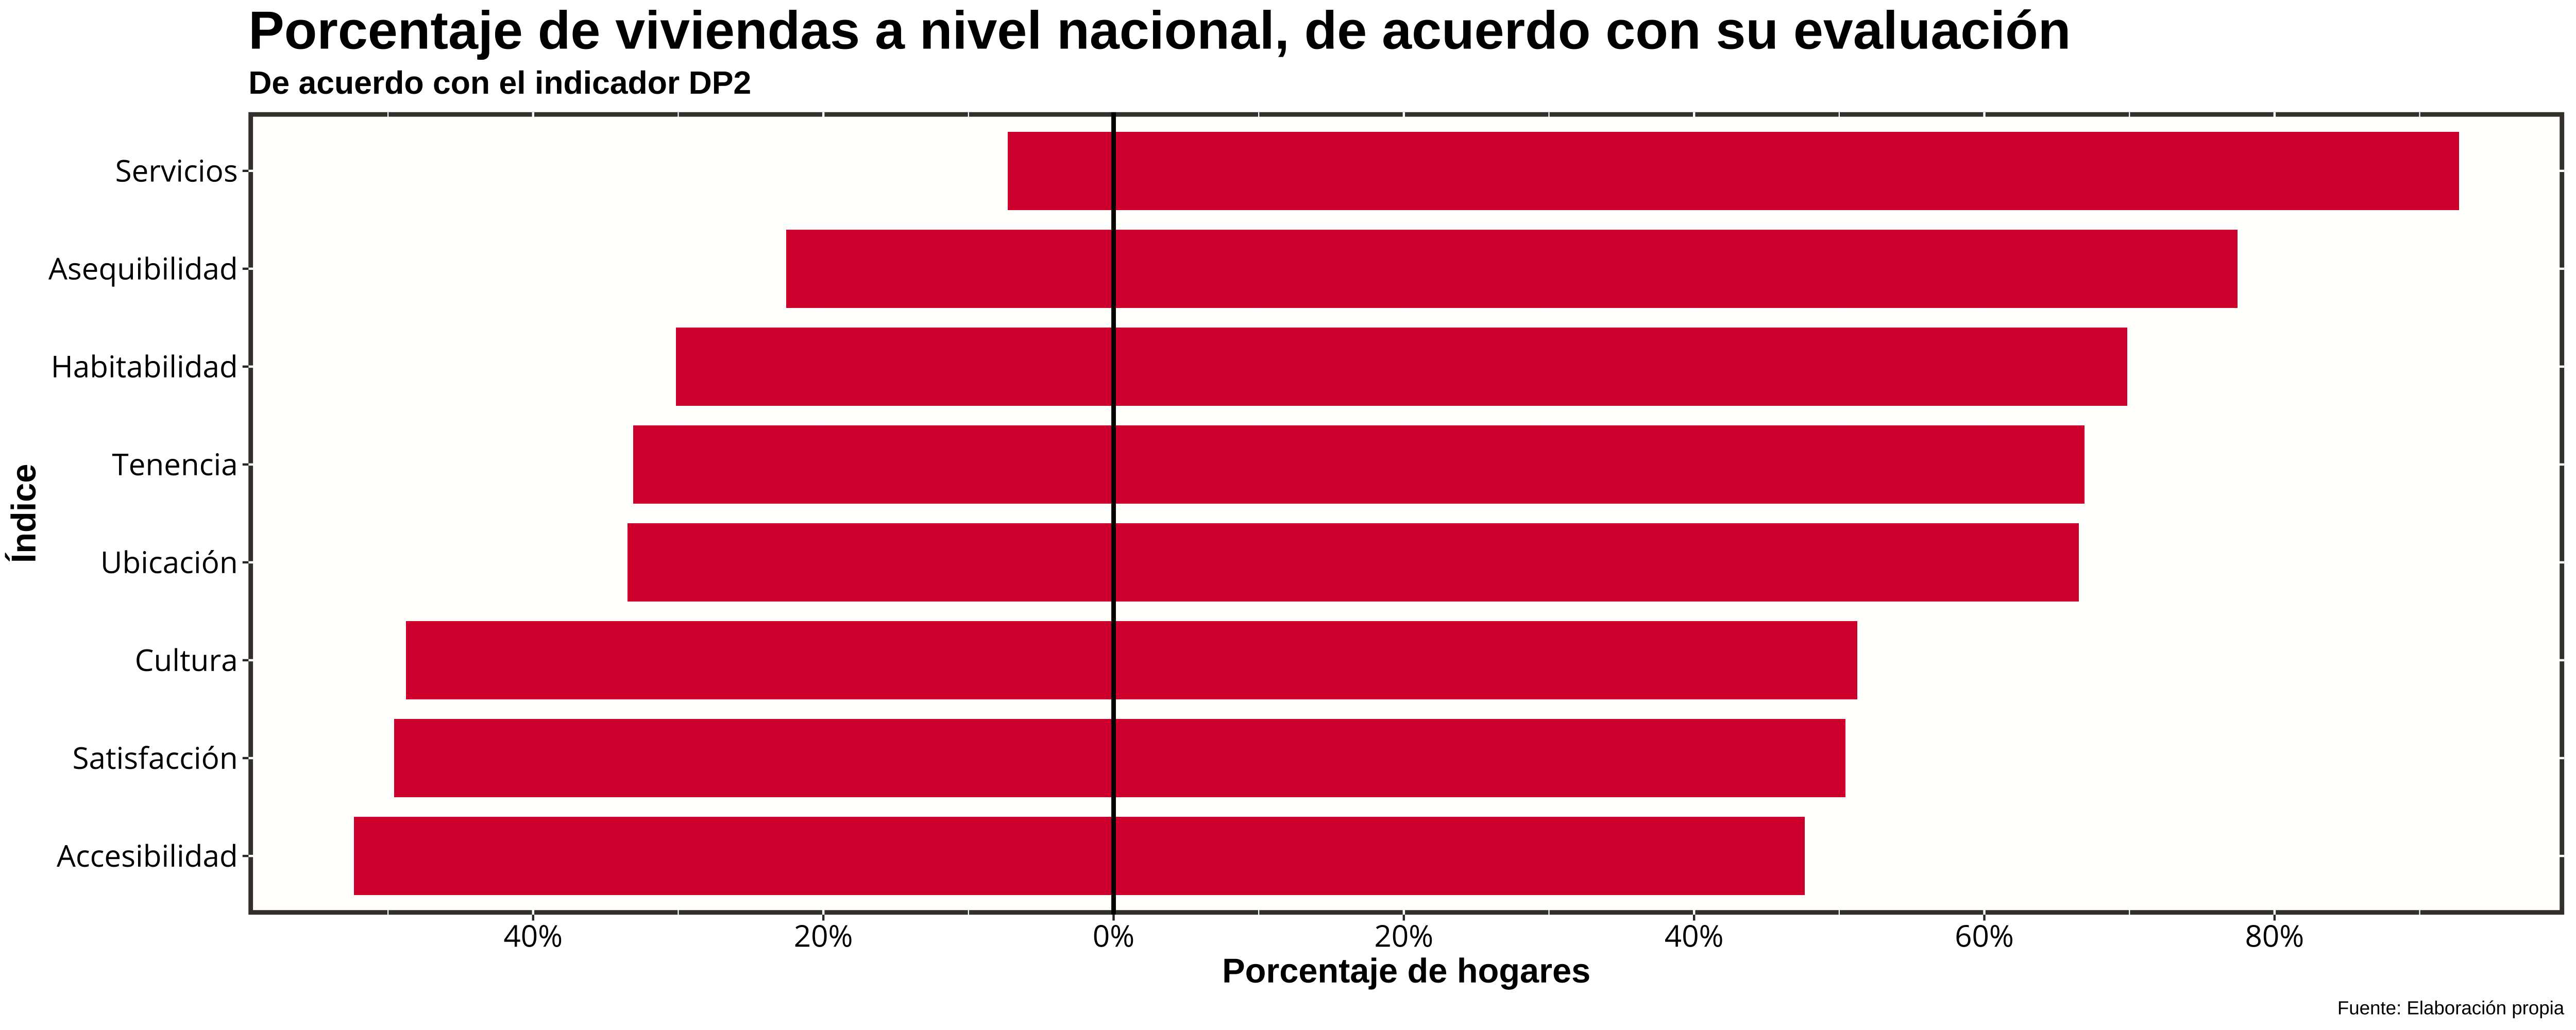 Porcentaje de viviendas a nivel nacional, de acuerdo con su evaluación
De acuerdo con el indicador DP2
Índice
Servicios
Asequibilidad
Habitabilidad
Tenencia
Ubicación
Cultura
Satisfacción
Accesibilidad
40% 20% 0% 20% 40% 60% 80%
Porcentaje de hogares
Fuente: Elaboración propia